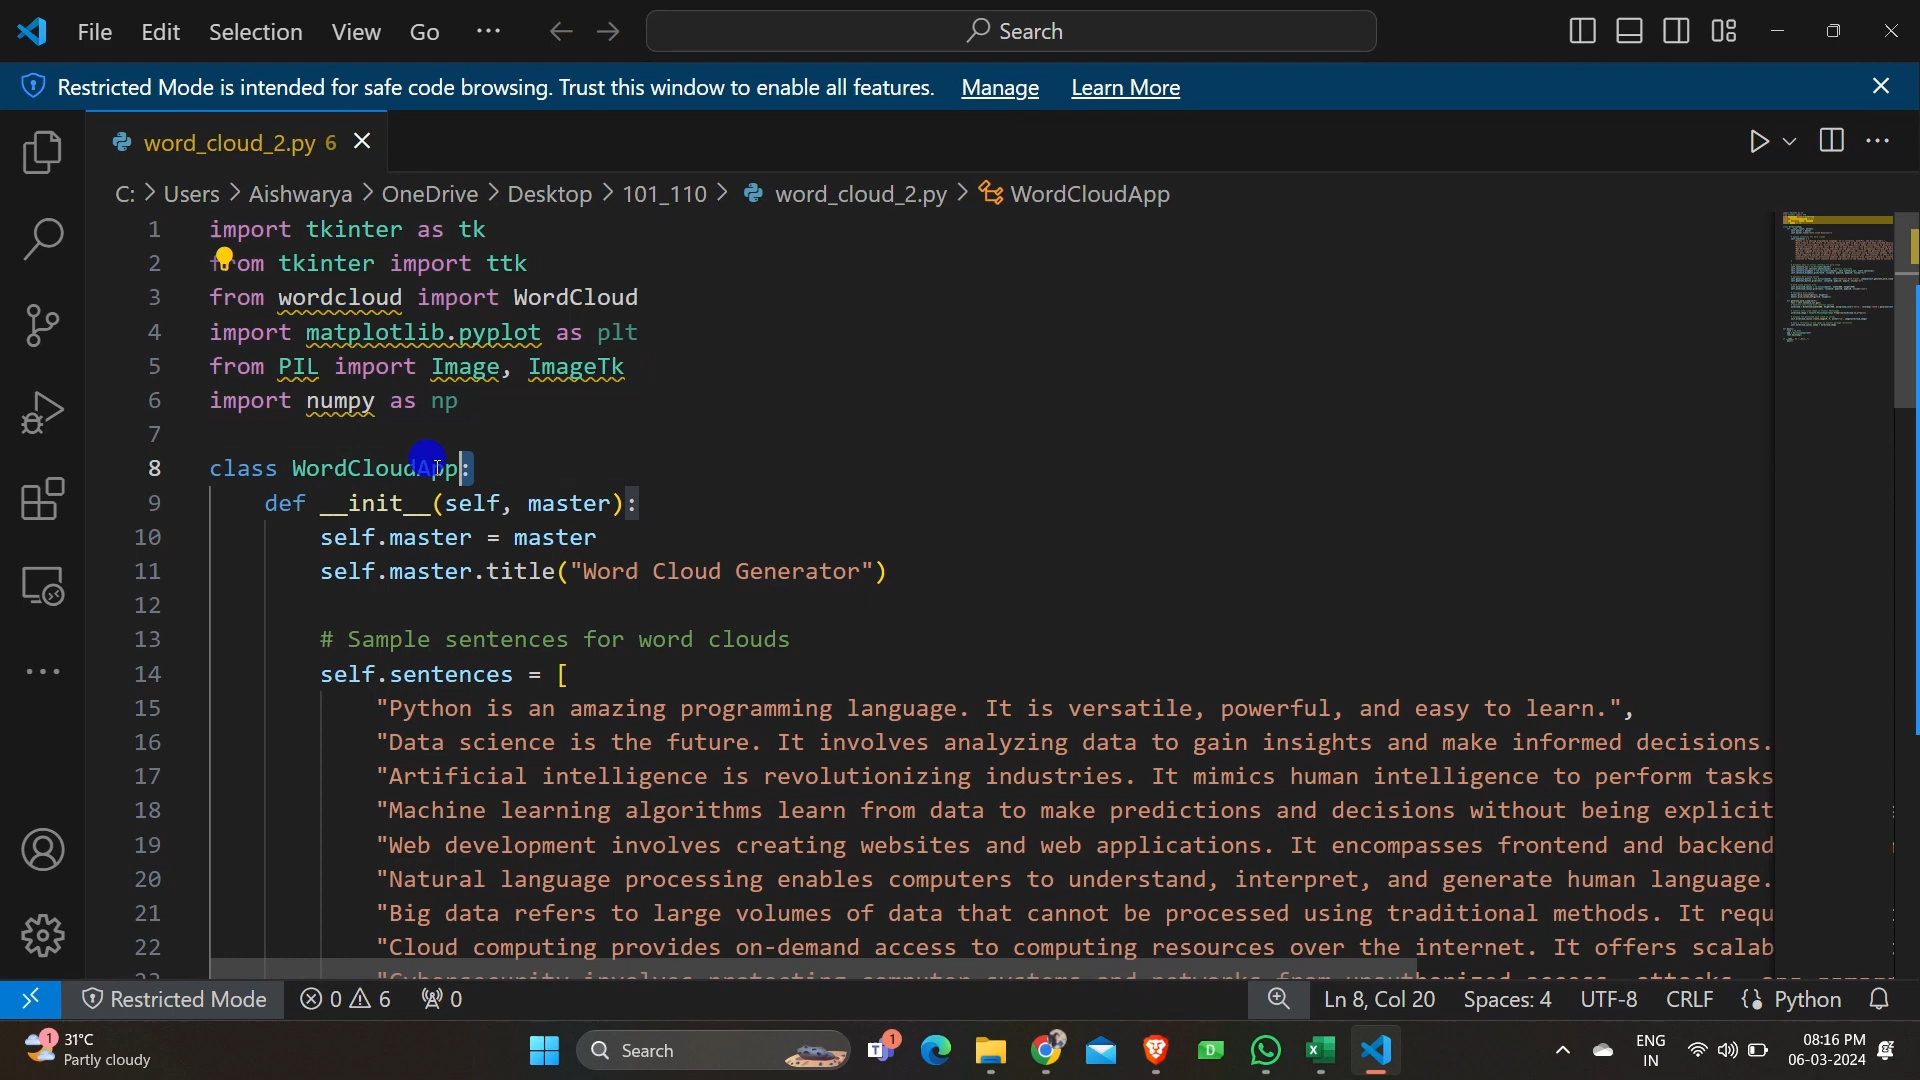 File Edit Selection View Go ··· Search
Restricted Mode is intended for safe code browsing. Trust this window to enable all features. Manage Learn More
word_cloud_2.py 6
C: > Users > Aishwarya > OneDrive > Desktop > 101_110 > word_cloud_2.py > WordCloudApp
1 import tkinter as tk
2 from tkinter import ttk
3 from wordcloud import WordCloud
4 import matplotlib.pyplot as plt
5 from PIL import Image, ImageTk
6 import numpy as np
7
8 class WordCloudApp:
9 def __init__(self, master):
10 self.master = master
11 self.master.title("Word Cloud Generator")
12
13 # Sample sentences for word clouds
14 self.sentences = [
15 "Python is an amazing programming language. It is versatile, powerful, and easy to learn.",
16 "Data science is the future. It involves analyzing data to gain insights and make informed decisions.
17 "Artificial intelligence is revolutionizing industries. It mimics human intelligence to perform tasks
18 "Machine learning algorithms learn from data to make predictions and decisions without being explicit
19 "Web development involves creating websites and web applications. It encompasses frontend and backend
20 "Natural language processing enables computers to understand, interpret, and generate human language.
21 "Big data refers to large volumes of data that cannot be processed using traditional methods. It requ
22 "Cloud computing provides on-demand access to computing resources over the internet. It offers scalab
Restricted Mode 0 6 0 Ln 8, Col 20 Spaces: 4 UTF-8 CRLF Python
1 31°C
Partly cloudy
Search
1
D
ENG
IN
08:16 PM
06-03-2024